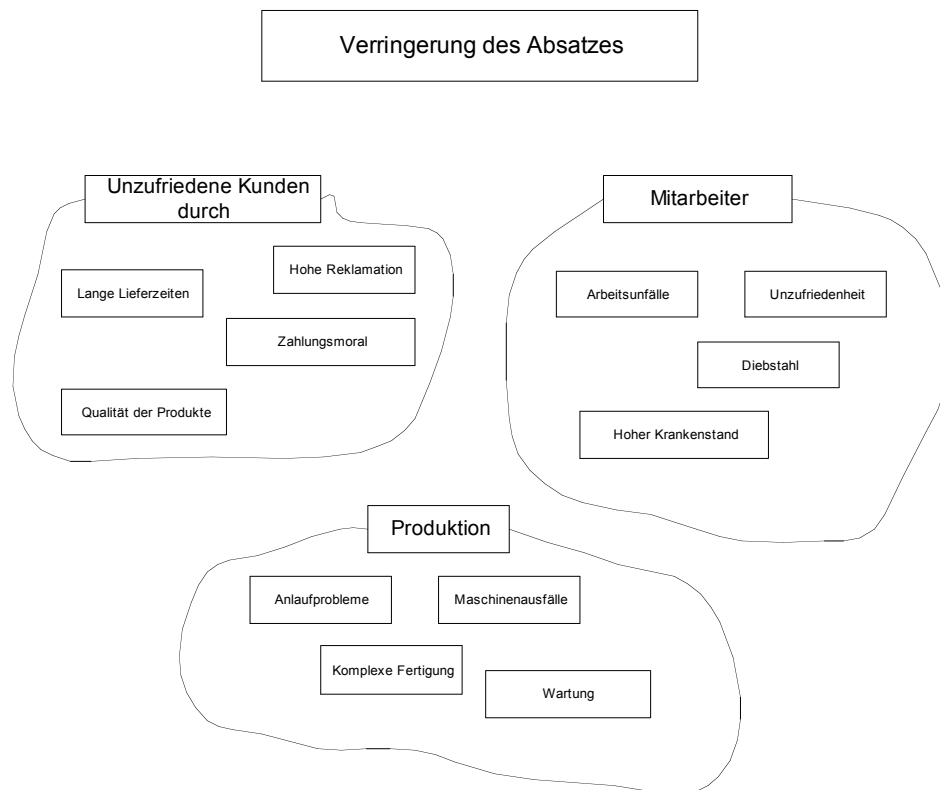 Verringerung des Absatzes
Unzufriedene Kunden
durch
Hohe Reklamation
Lange Lieferzeiten
Zahlungsmoral
Qualität der Produkte
Mitarbeiter
Arbeitsunfälle
Unzufriedenheit
Diebstahl
Hoher Krankenstand
Produktion
Anlaufprobleme
Maschinenausfälle
Komplexe Fertigung
Wartung